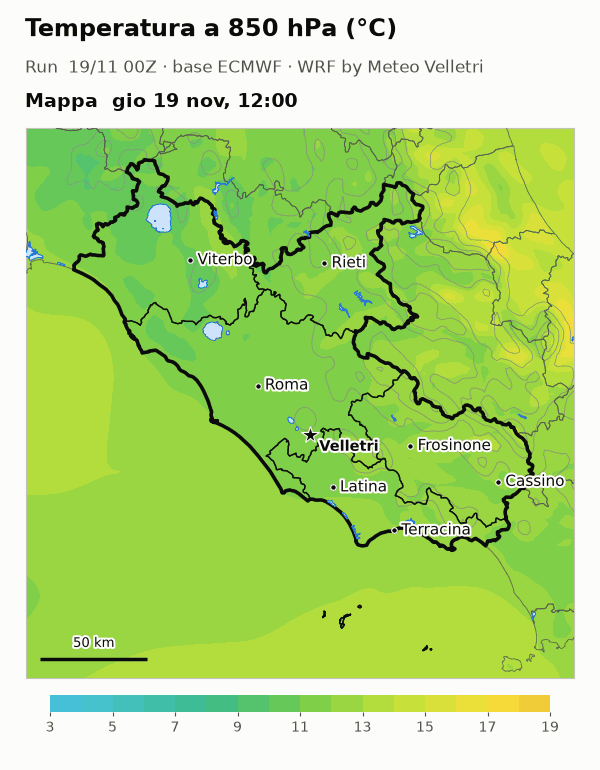 Temperatura a 850 hPa (°C)
Run  19/11 00Z · base ECMWF · WRF by Meteo Velletri
Mappa  gio 19 nov, 12:00
Viterbo
Rieti
Roma
Velletri
Frosinone
Cassino
Latina
Terracina
50 km
3 5 7 9 11 13 15 17 19